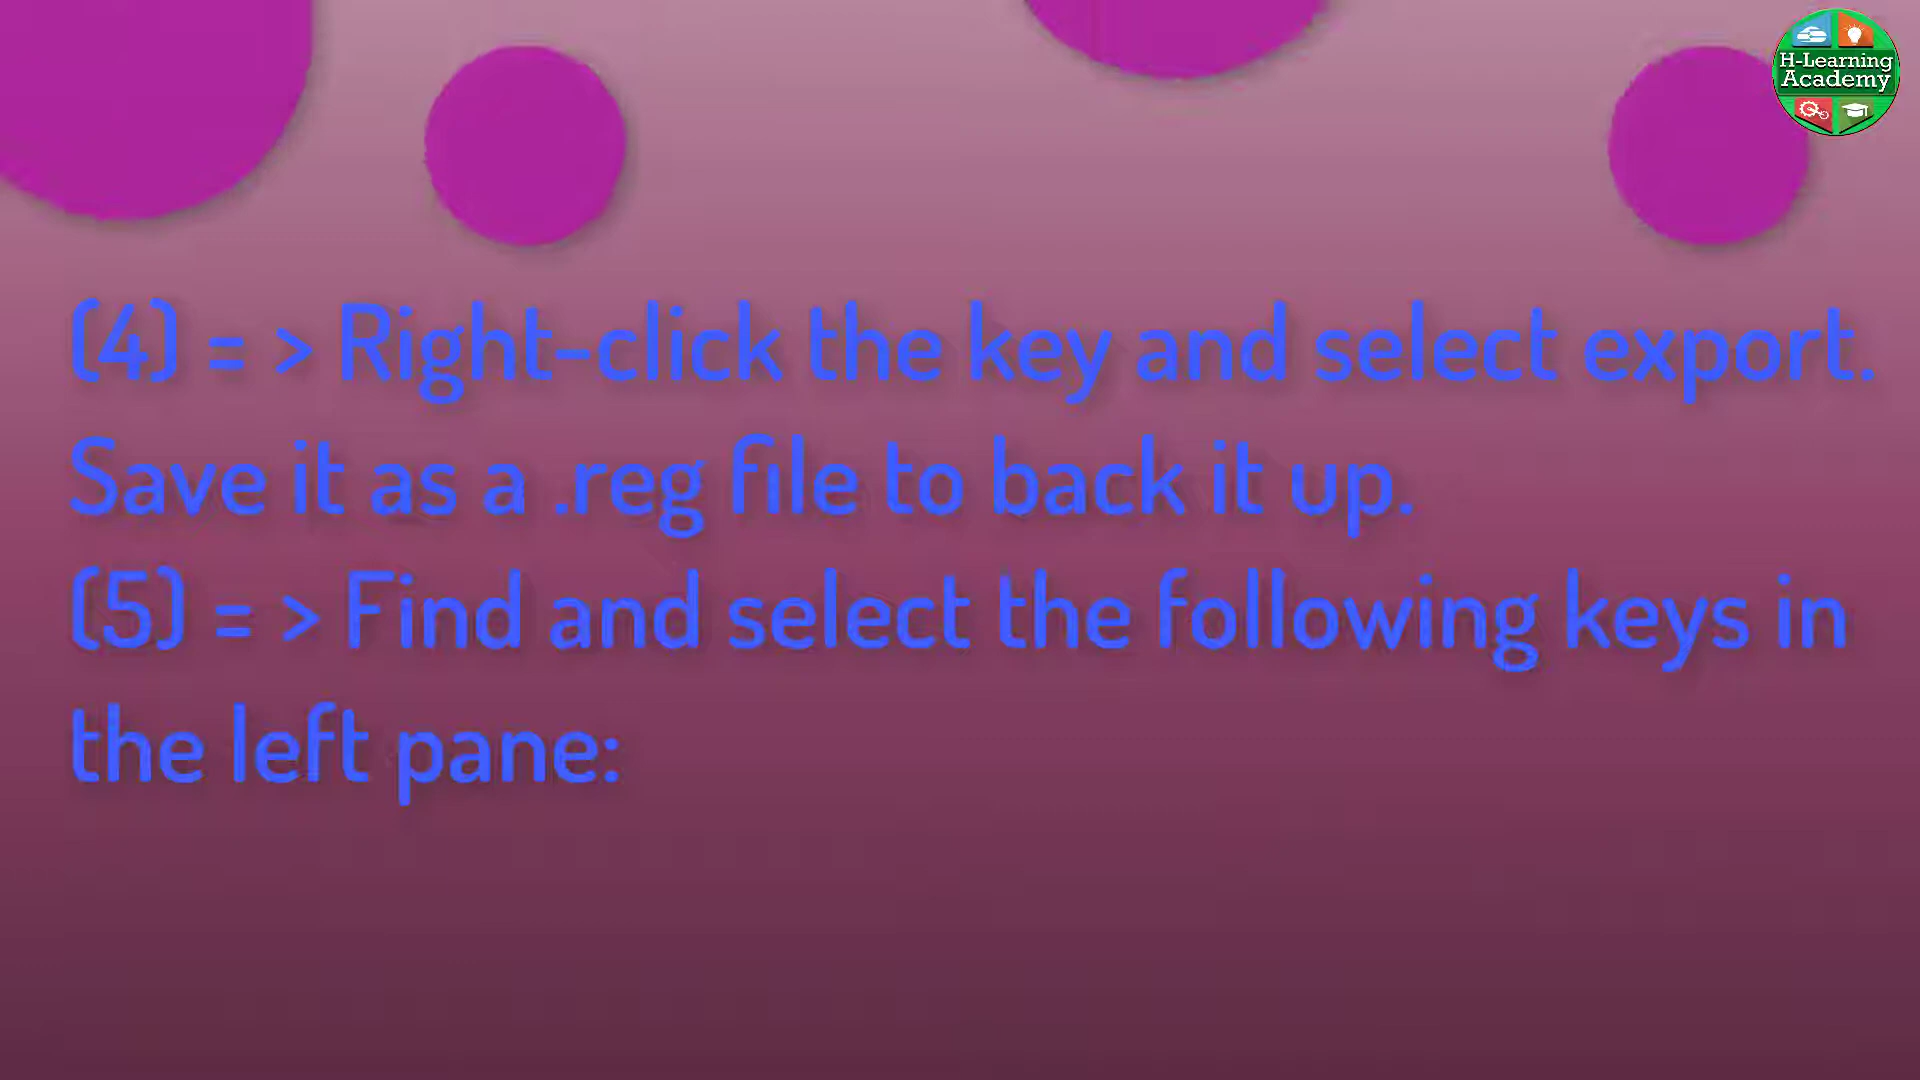 H-Learning
Academy
(4) = > Right-click the key and select export.
Save it as a .reg file to back it up.
(5) = > Find and select the following keys in
the left pane: